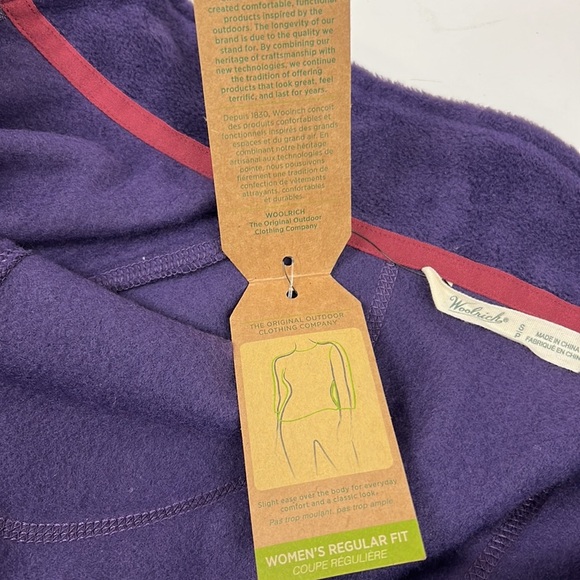 created comfortable, functional
products inspired by the
outdoors. The longevity of our
brand is due to the quality we
stand for. By combining our
heritage of craftsmanship with
new technologies, we continue
the tradition of offering
products that look great, feel
terrific, and last for years.
Depuis 1830, Woolrich conçoit
des produits confortables et
fonctionnels inspirés des grands
espaces et du grand air. En
combinant notre héritage
artisanal aux technologies de
pointe, nous poursuivons
fièrement une tradition de
confection de vêtements
attrayants, confortables
et durables.
WOOLRICH
The Original Outdoor
Clothing Company
THE ORIGINAL OUTDOOR
CLOTHING COMPANY
Slight ease over the body for everyday
comfort and a classic look.
Pas trop moulant, pas trop ample.
WOMEN'S REGULAR FIT
COUPE RÉGULIÈRE
Woolrich®
S
P
MADE IN CHINA
FABRIQUÉ EN CHIN